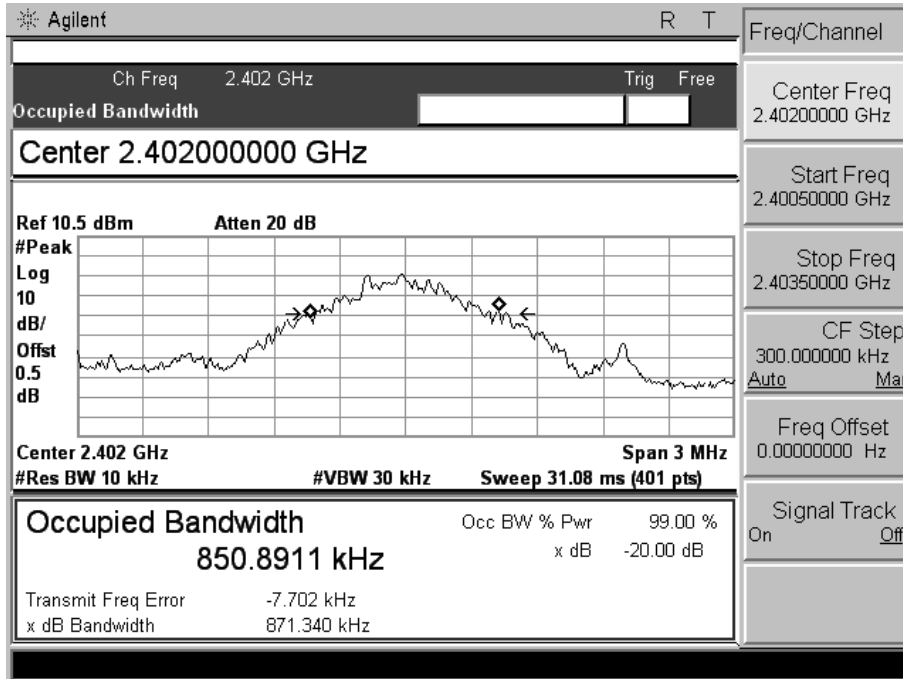 Agilent R T
Ch Freq 2.402 GHz Trig Free
Occupied Bandwidth
Center 2.402000000 GHz
Ref 10.5 dBm Atten 20 dB
#Peak
Log
10
dB/
Offst
0.5
dB
Center 2.402 GHz Span 3 MHz
#Res BW 10 kHz #VBW 30 kHz Sweep 31.08 ms (401 pts)
Occupied Bandwidth
850.8911 kHz
Occ BW % Pwr 99.00 %
x dB -20.00 dB
Transmit Freq Error -7.702 kHz
x dB Bandwidth 871.340 kHz
Freq/Channel
Center Freq
2.40200000 GHz
Start Freq
2.40050000 GHz
Stop Freq
2.40350000 GHz
CF Step
300.000000 kHz
Auto Man
Freq Offset
0.00000000 Hz
Signal Track
On Off